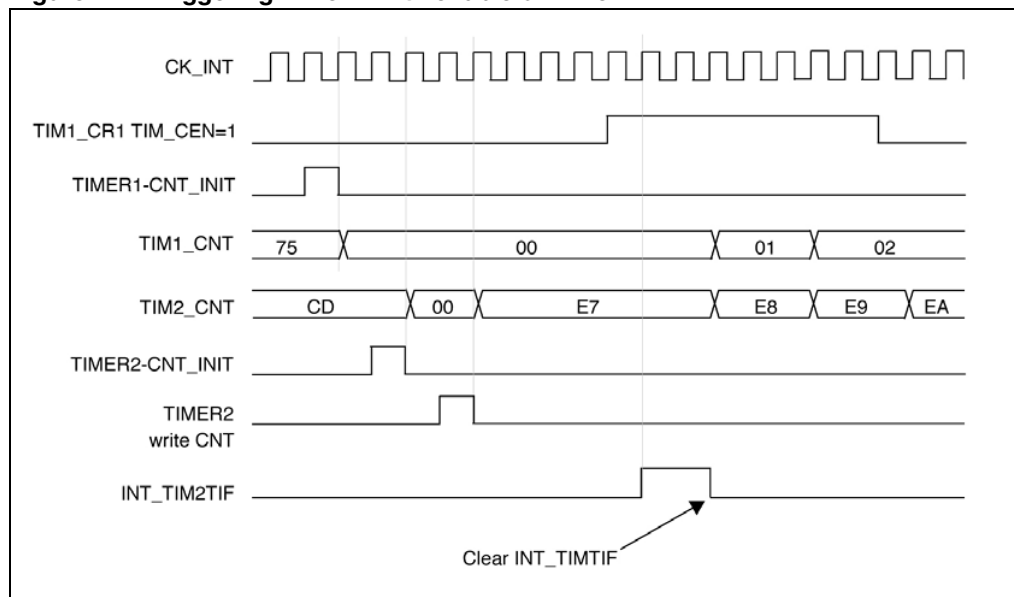 CK_INT
TIM1_CR1 TIM_CEN=1
TIMER1-CNT_INIT
TIM1_CNT 75 00 01 02
TIM2_CNT CD 00 E7 E8 E9 EA
TIMER2-CNT_INIT
TIMER2
write CNT
INT_TIM2TIF
Clear INT_TIMTIF